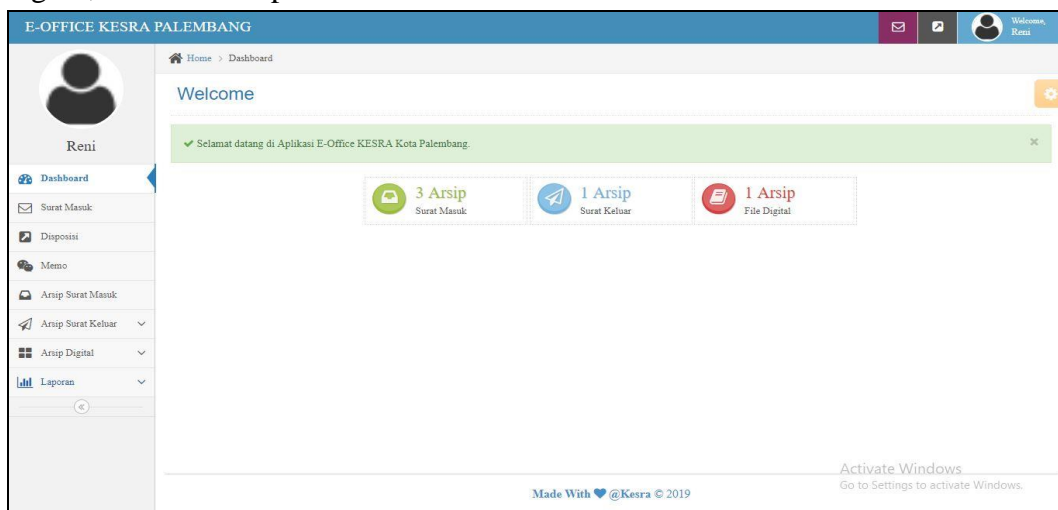 E-OFFICE KESRA PALEMBANG
Welcome,
Reni
Home > Dashboard
Welcome
Reni
Selamat datang di Aplikasi E-Office KESRA Kota Palembang.
Dashboard
Surat Masuk
Disposisi
Memo
Arsip Surat Masuk
Arsip Surat Keluar
Arsip Digital
Laporan
3 Arsip
Surat Masuk
1 Arsip
Surat Keluar
1 Arsip
File Digital
Activate Windows
Go to Settings to activate Windows.
Made With @Kesra © 2019